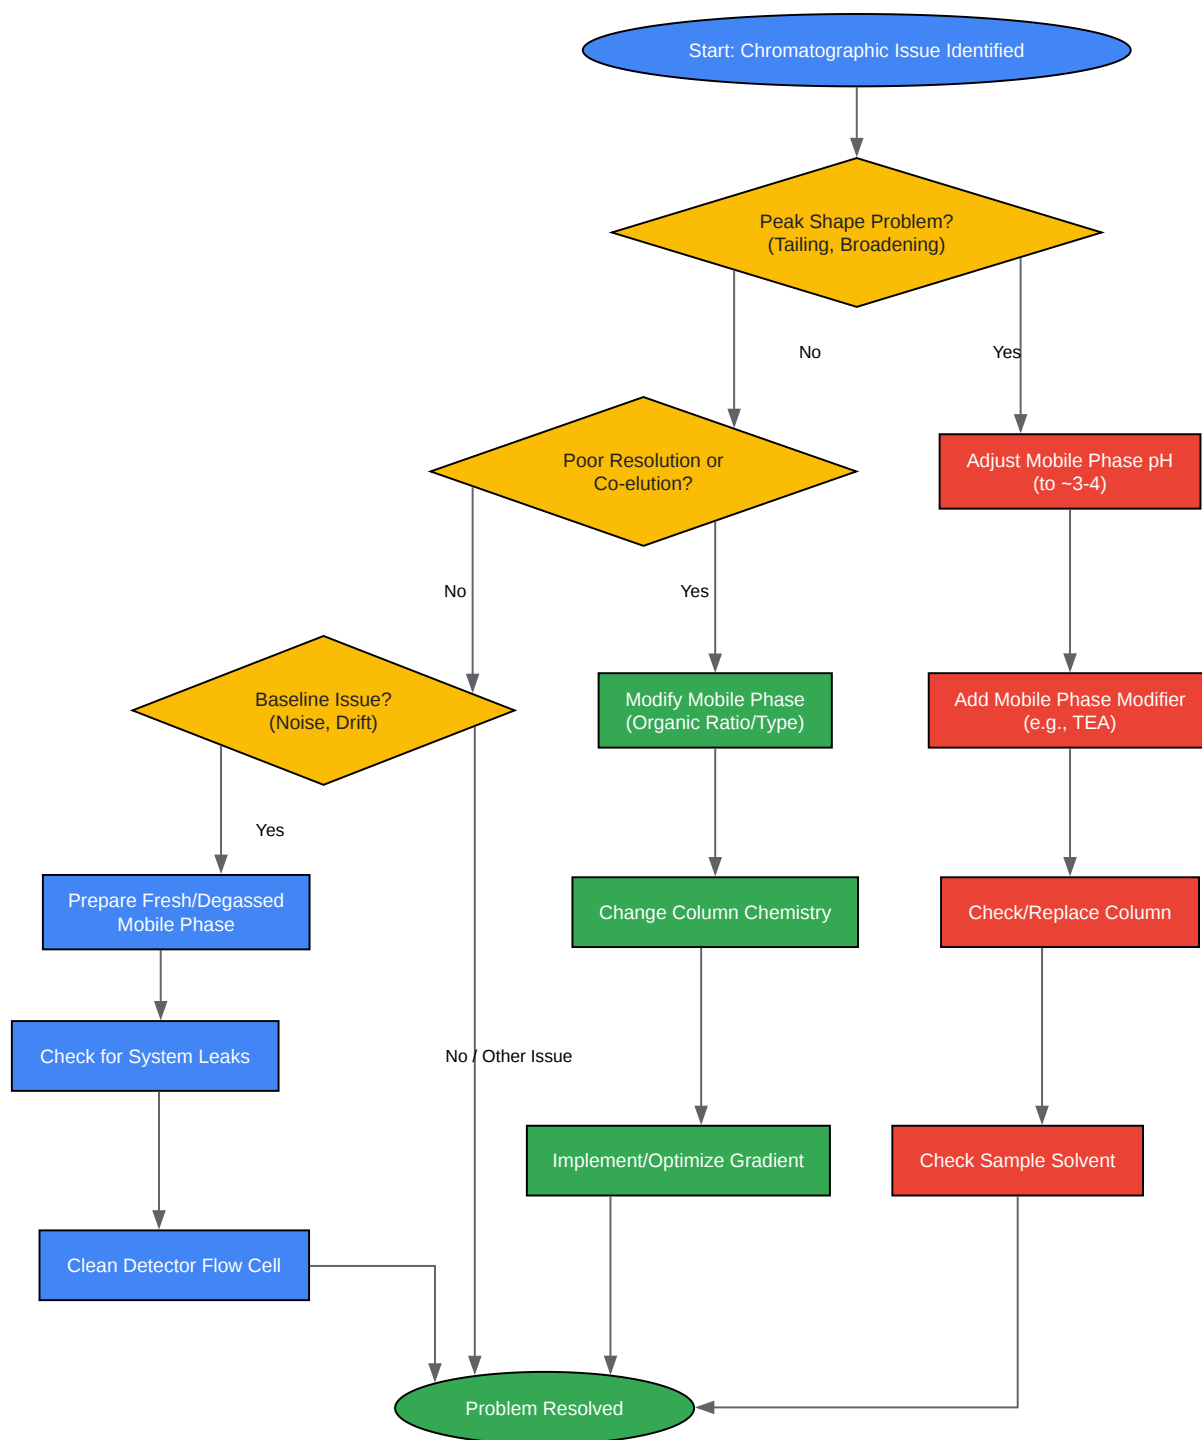 Start: Chromatographic Issue Identified
Peak Shape Problem?
(Tailing, Broadening)
No
Yes
Poor Resolution or
Co-elution?
Adjust Mobile Phase pH
(to ~3-4)
No
Yes
Baseline Issue?
(Noise, Drift)
Modify Mobile Phase
(Organic Ratio/Type)
Add Mobile Phase Modifier
(e.g., TEA)
Yes
Prepare Fresh/Degassed
Mobile Phase
Change Column Chemistry
Check/Replace Column
Check for System Leaks
No / Other Issue
Implement/Optimize Gradient
Check Sample Solvent
Clean Detector Flow Cell
Problem Resolved